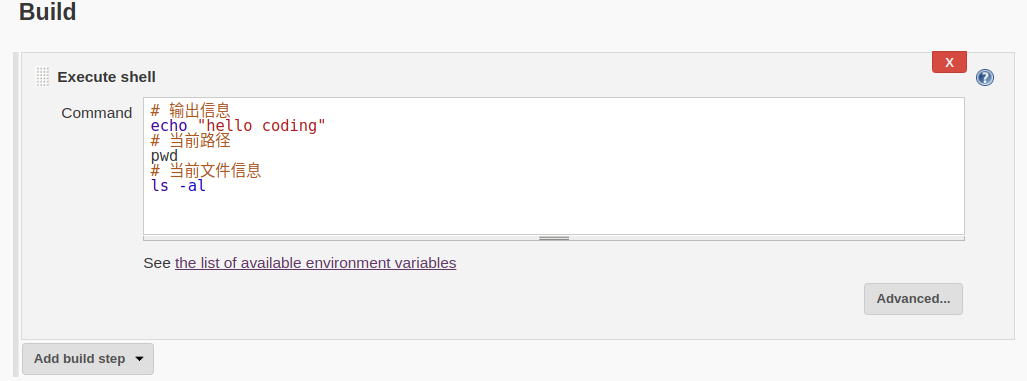 Build
X
Execute shell
?
Command
# 输出信息
echo "hello coding"
# 当前路径
pwd
# 当前文件信息
ls -al
See the list of available environment variables
Advanced...
Add build step